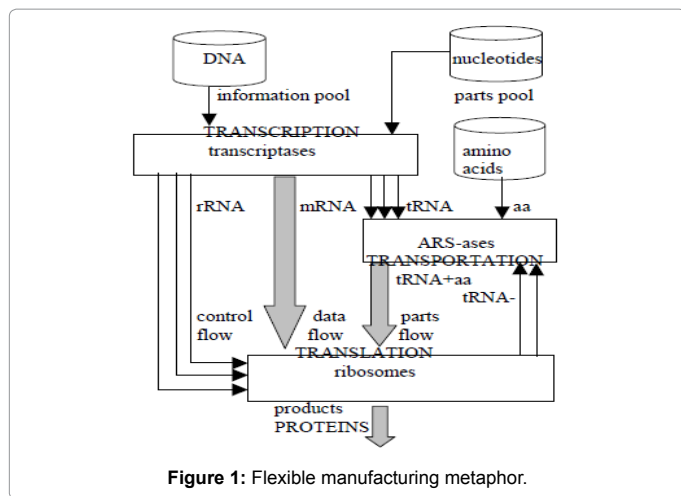 DNA
nucleotides
information pool
parts pool
TRANSCRIPTION
transcriptases
amino
acids
rRNA
mRNA
tRNA
aa
ARS-ases
TRANSPORTATION
tRNA+aa
tRNA-
control
flow
data
flow
parts
flow
TRANSLATION
ribosomes
products
PROTEINS
Figure 1: Flexible manufacturing metaphor.